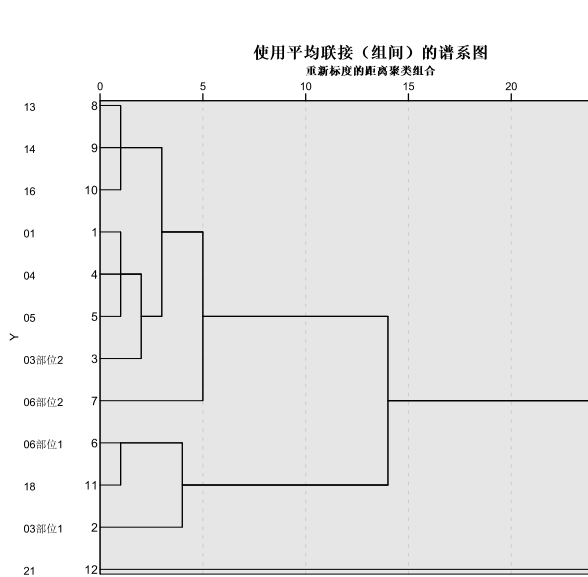 使用平均联接（组间）的谱系图
重新标度的距离聚类组合
0 5 10 15 20
13 8
14 9
16 10
01 1
04 4
05 5
Y
03部位2 3
06部位2 7
06部位1 6
18 11
03部位1 2
21 12